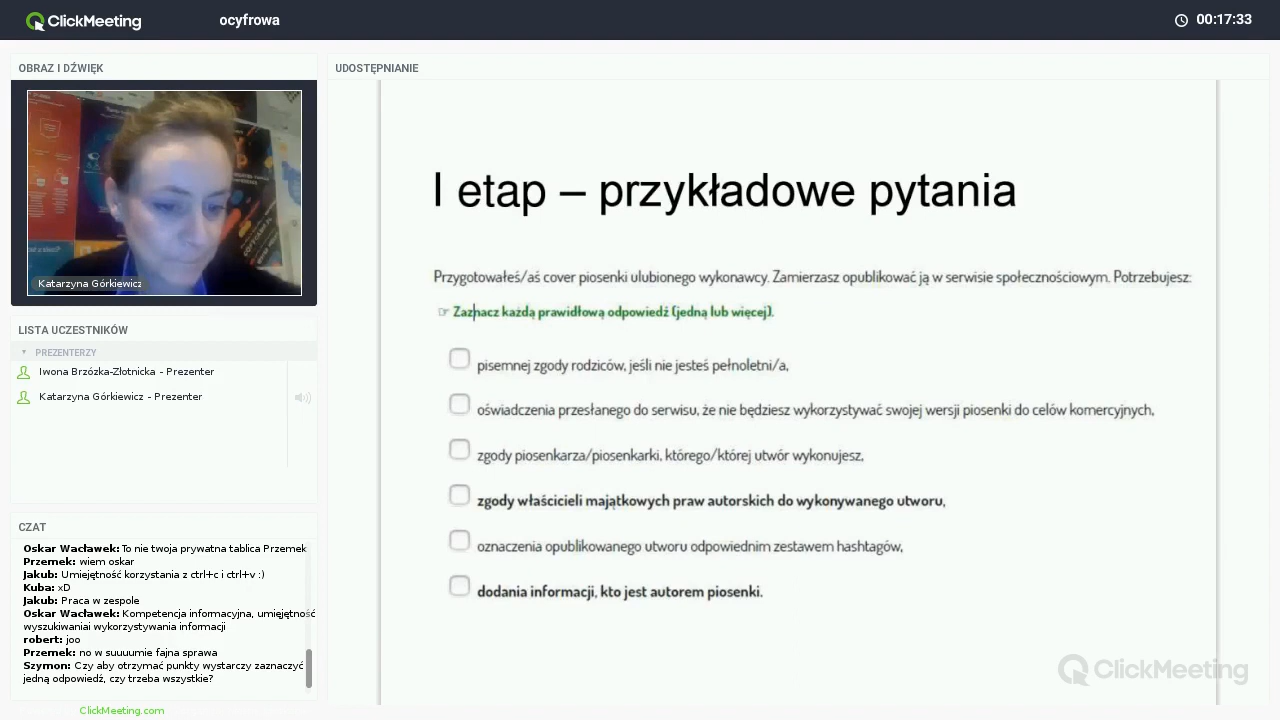 ClickMeeting
ocyfrowa
00:17:33
OBRAZ I DŹWIĘK
UDOSTĘPNIANIE
Katarzyna Górkiewicz
LISTA UCZESTNIKÓW
PREZENTERZY
Iwona Brzózka-Złotnicka - Prezenter
Katarzyna Górkiewicz - Prezenter
CZAT
Oskar Wacławek: To nie twoja prywatna tablica Przemek
Przemek: wiem oskar
Jakub: Umiejętność korzystania z ctrl+c i ctrl+v :)
Kuba: xD
Jakub: Praca w zespole
Oskar Wacławek: Kompetencja informacyjna, umiejętność
wyszukiwaniai wykorzystywania informacji
robert: joo
Przemek: no w suuuumie fajna sprawa
Szymon: Czy aby otrzymać punkty wystarczy zaznaczyć
jedną odpowiedź, czy trzeba wszystkie?
ClickMeeting.com
I etap – przykładowe pytania
Przygotowałeś/aś cover piosenki ulubionego wykonawcy. Zamierzasz opublikować ją w serwisie społecznościowym. Potrzebujesz:
☞ Zaznacz każdą prawidłową odpowiedź (jedną lub więcej).
pisemnej zgody rodziców, jeśli nie jesteś pełnoletni/a,
oświadczenia przesłanego do serwisu, że nie będziesz wykorzystywać swojej wersji piosenki do celów komercyjnych,
zgody piosenkarza/piosenkarki, którego/której utwór wykonujesz,
zgody właścicieli majątkowych praw autorskich do wykonywanego utworu,
oznaczenia opublikowanego utworu odpowiednim zestawem hashtagów,
dodania informacji, kto jest autorem piosenki.
ClickMeeting